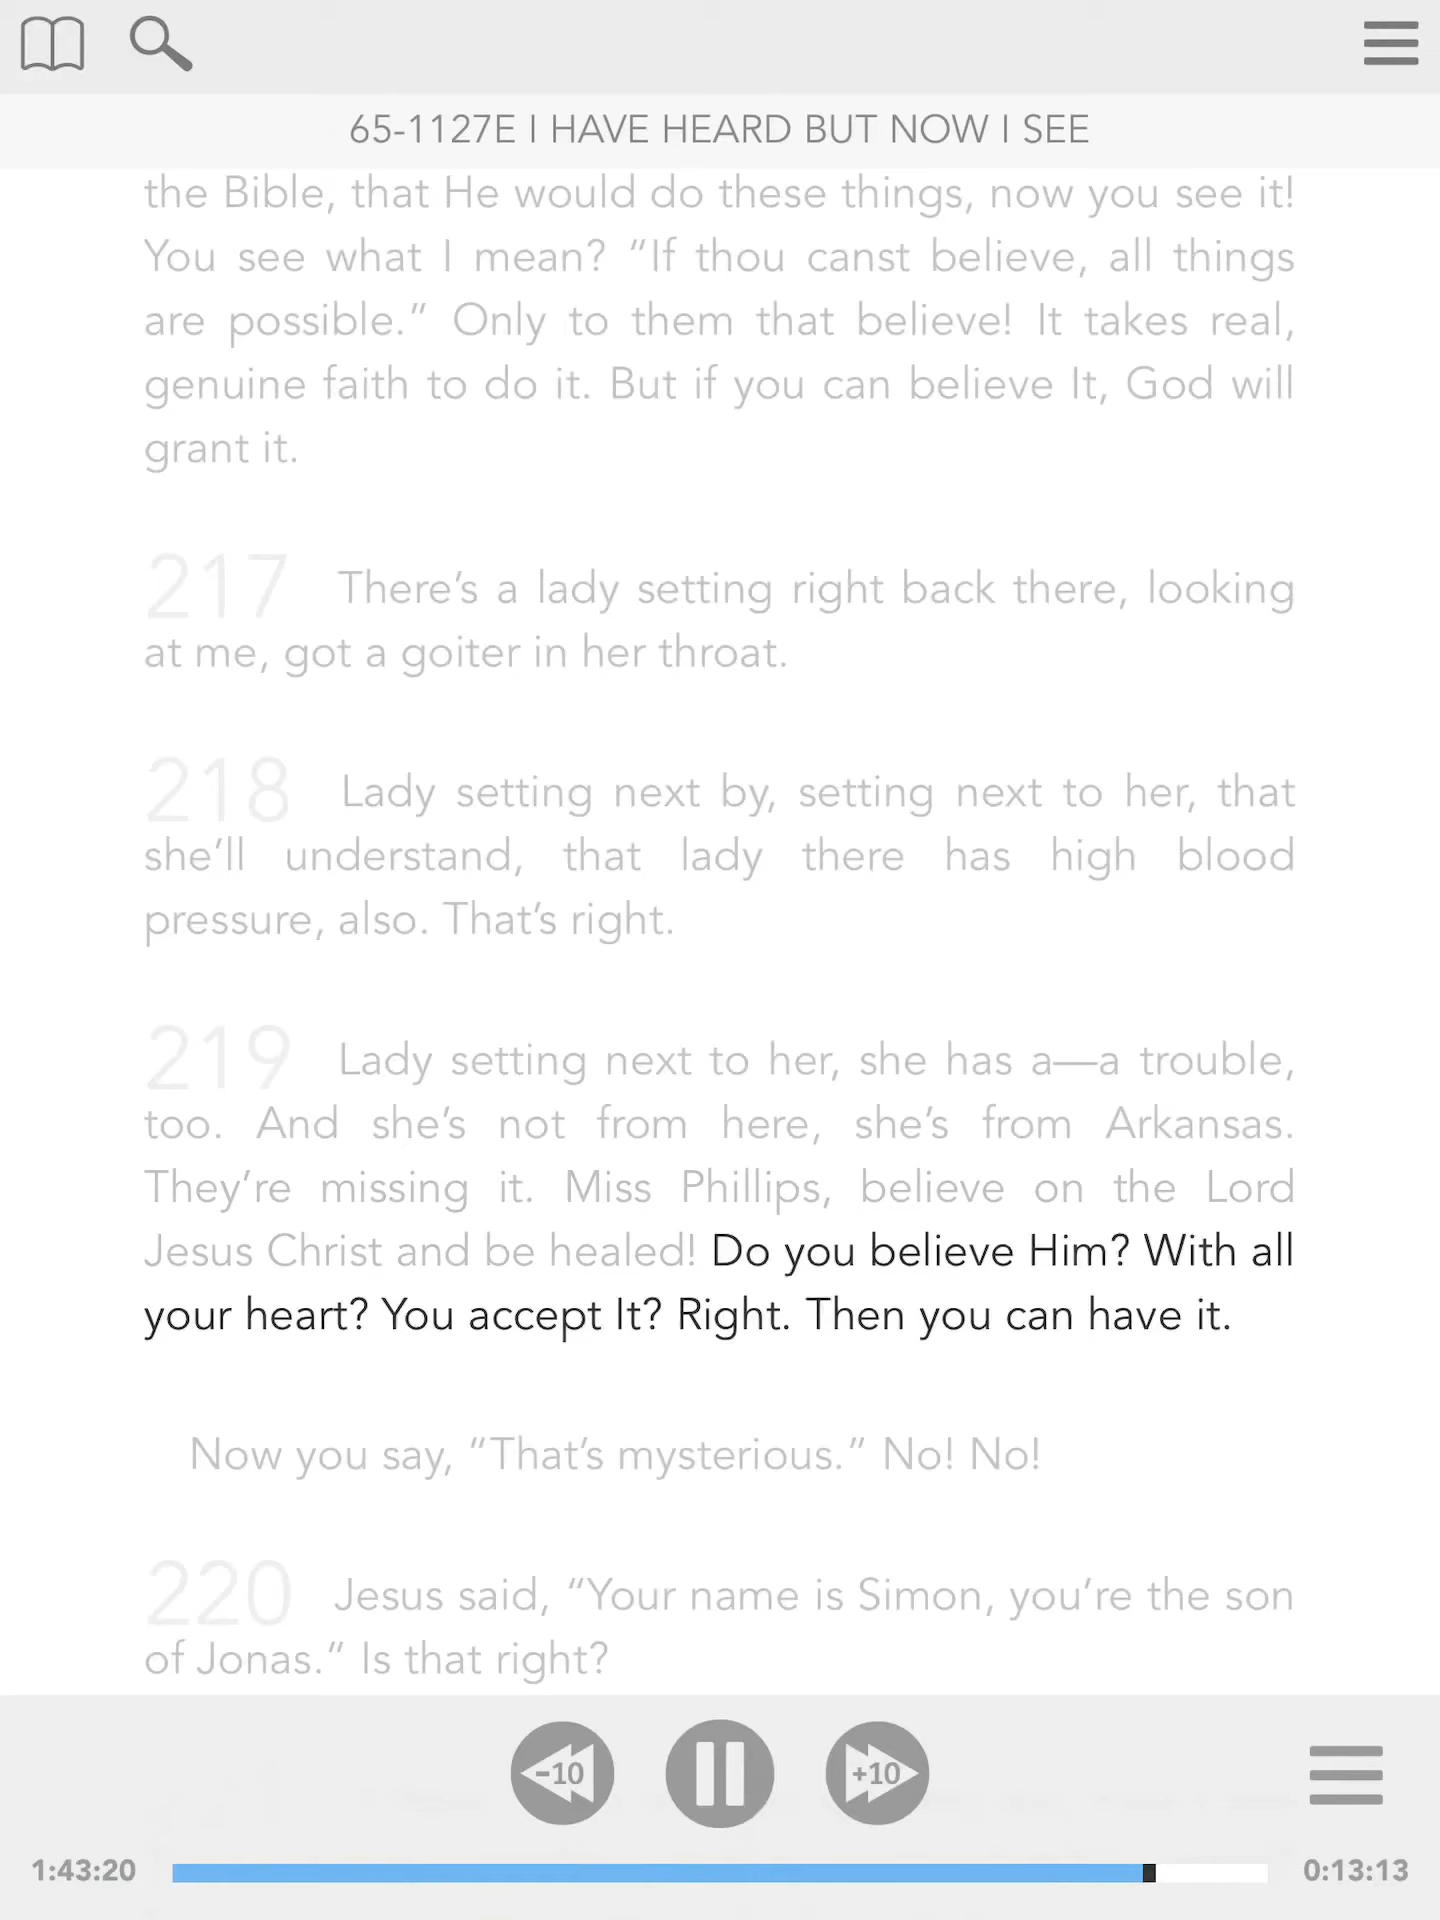 65-1127E I HAVE HEARD BUT NOW I SEE
the Bible, that He would do these things, now you see it!
You see what I mean? “If thou canst believe, all things
are possible.” Only to them that believe! It takes real,
genuine faith to do it. But if you can believe It, God will
grant it.
217 There’s a lady setting right back there, looking
at me, got a goiter in her throat.
218 Lady setting next by, setting next to her, that
she’ll understand, that lady there has high blood
pressure, also. That’s right.
219 Lady setting next to her, she has a—a trouble,
too. And she’s not from here, she’s from Arkansas.
They’re missing it. Miss Phillips, believe on the Lord
Jesus Christ and be healed! Do you believe Him? With all
your heart? You accept It? Right. Then you can have it.
Now you say, “That’s mysterious.” No! No!
220 Jesus said, “Your name is Simon, you’re the son
of Jonas.” Is that right?
-10 +10
1:43:20 0:13:13